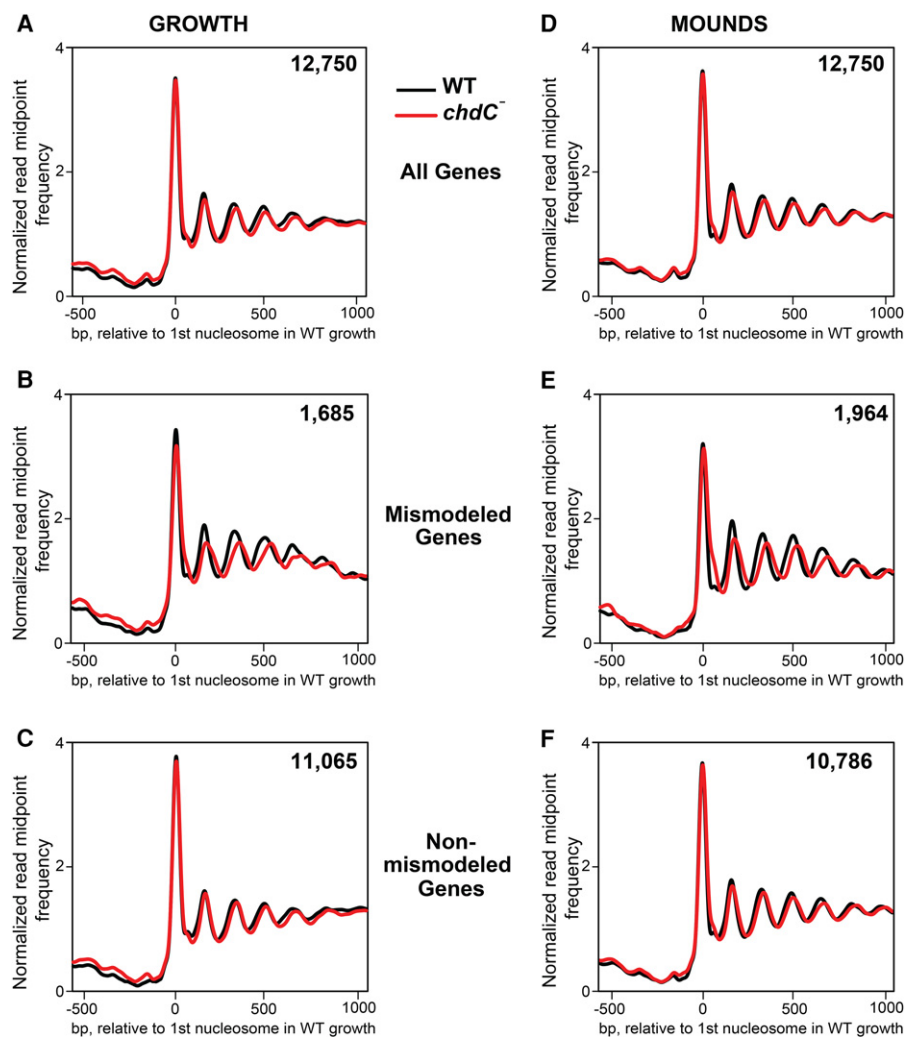 A
GROWTH
4
12,750
2
0
Normalized read midpoint
frequency
-500
0
500
1000
bp, relative to 1st nucleosome in WT growth
WT
chdC⁻
All Genes
D
MOUNDS
4
12,750
2
0
Normalized read midpoint
frequency
-500
0
500
1000
bp, relative to 1st nucleosome in WT growth
B
4
1,685
2
0
Normalized read midpoint
frequency
-500
0
500
1000
bp, relative to 1st nucleosome in WT growth
Mismodeled
Genes
E
4
1,964
2
0
Normalized read midpoint
frequency
-500
0
500
1000
bp, relative to 1st nucleosome in WT growth
C
4
11,065
2
0
Normalized read midpoint
frequency
-500
0
500
1000
bp, relative to 1st nucleosome in WT growth
Non-
mismodeled
Genes
F
4
10,786
2
0
Normalized read midpoint
frequency
-500
0
500
1000
bp, relative to 1st nucleosome in WT growth